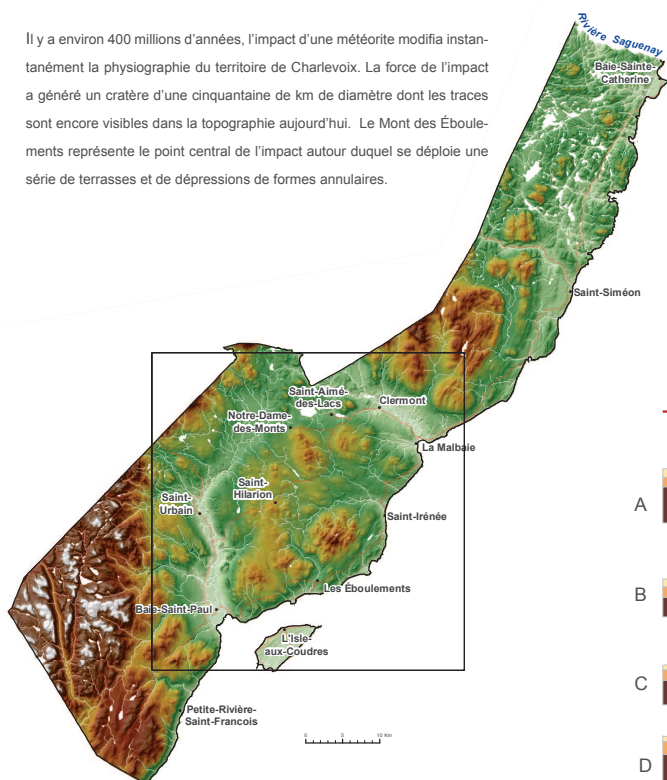 Il y a environ 400 millions d'années, l'impact d'une météorite modifia instan-
tanément la physiographie du territoire de Charlevoix. La force de l'impact
a généré un cratère d'une cinquantaine de km de diamètre dont les traces
sont encore visibles dans la topographie aujourd'hui. Le Mont des Éboule-
ments représente le point central de l'impact autour duquel se déploie une
série de terrasses et de dépressions de formes annulaires.
Rivière Saguenay
Baie-Sainte-
Catherine
Saint-Siméon
Saint-Aimé-
des-Lacs
Clermont
Notre-Dame-
des-Monts
La Malbaie
Saint-
Hilarion
Saint-
Urbain
Saint-Irénée
Les Éboulements
Baie-Saint-Paul
L'Isle-
aux-Coudres
Petite-Rivière-
Saint-Francois
0 5 10 Km
A
B
C
D